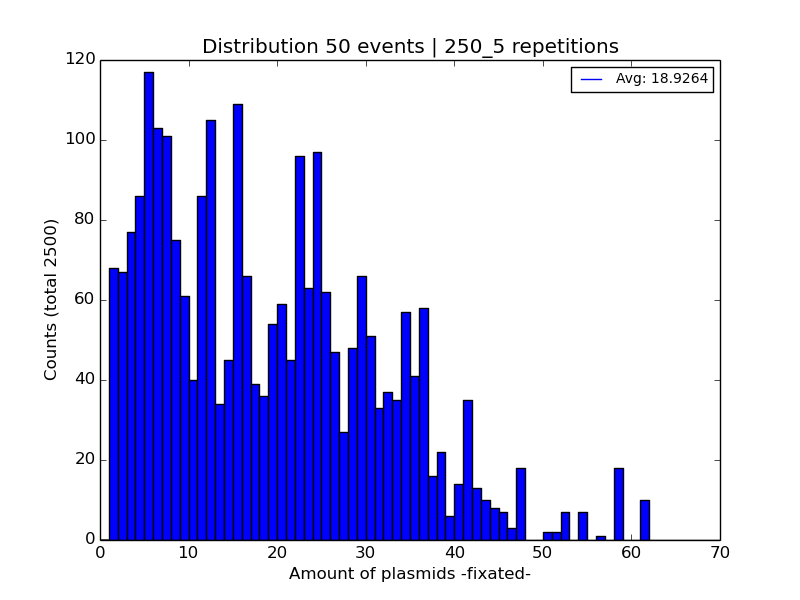 Distribution 50 events | 250_5 repetitions
Avg: 18.9264
120
100
80
60
40
20
0
Counts (total 2500)
0 10 20 30 40 50 60 70
Amount of plasmids -fixated-